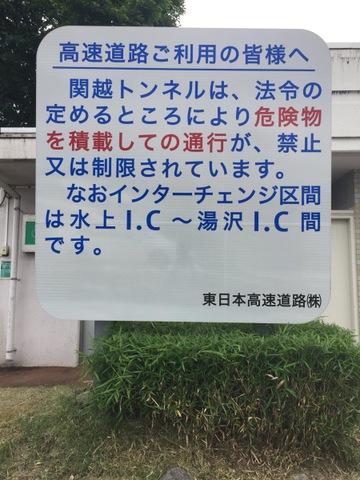 高速道路ご利用の皆様へ
関越トンネルは、法令の
定めるところにより危険物
を積載しての通行が、禁止
又は制限されています。
なおインターチェンジ区間
は水上I.C～湯沢I.C間
です。
東日本高速道路㈱